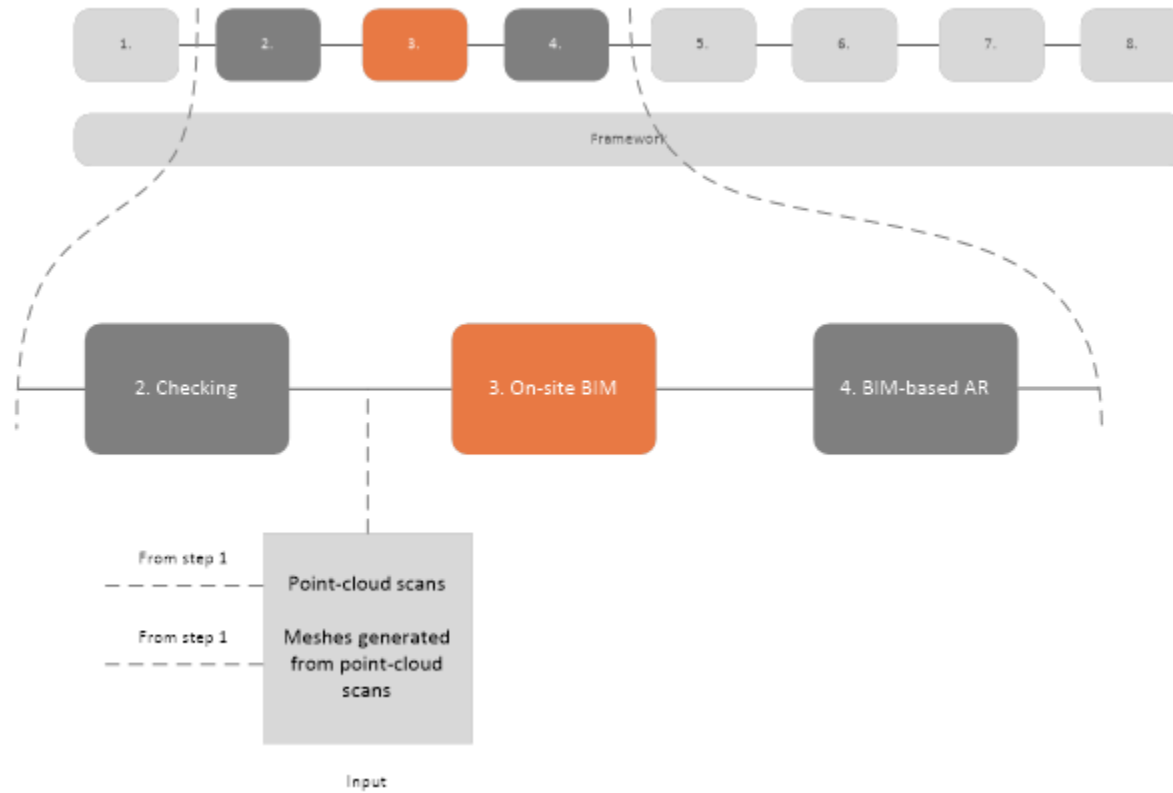 1.
2.
3.
4.
5.
6.
7.
8.
Framework
2. Checking
3. On-site BIM
4. BIM-based AR
From step 1
Point-cloud scans
From step 1
Meshes generated
from point-cloud
scans
Input